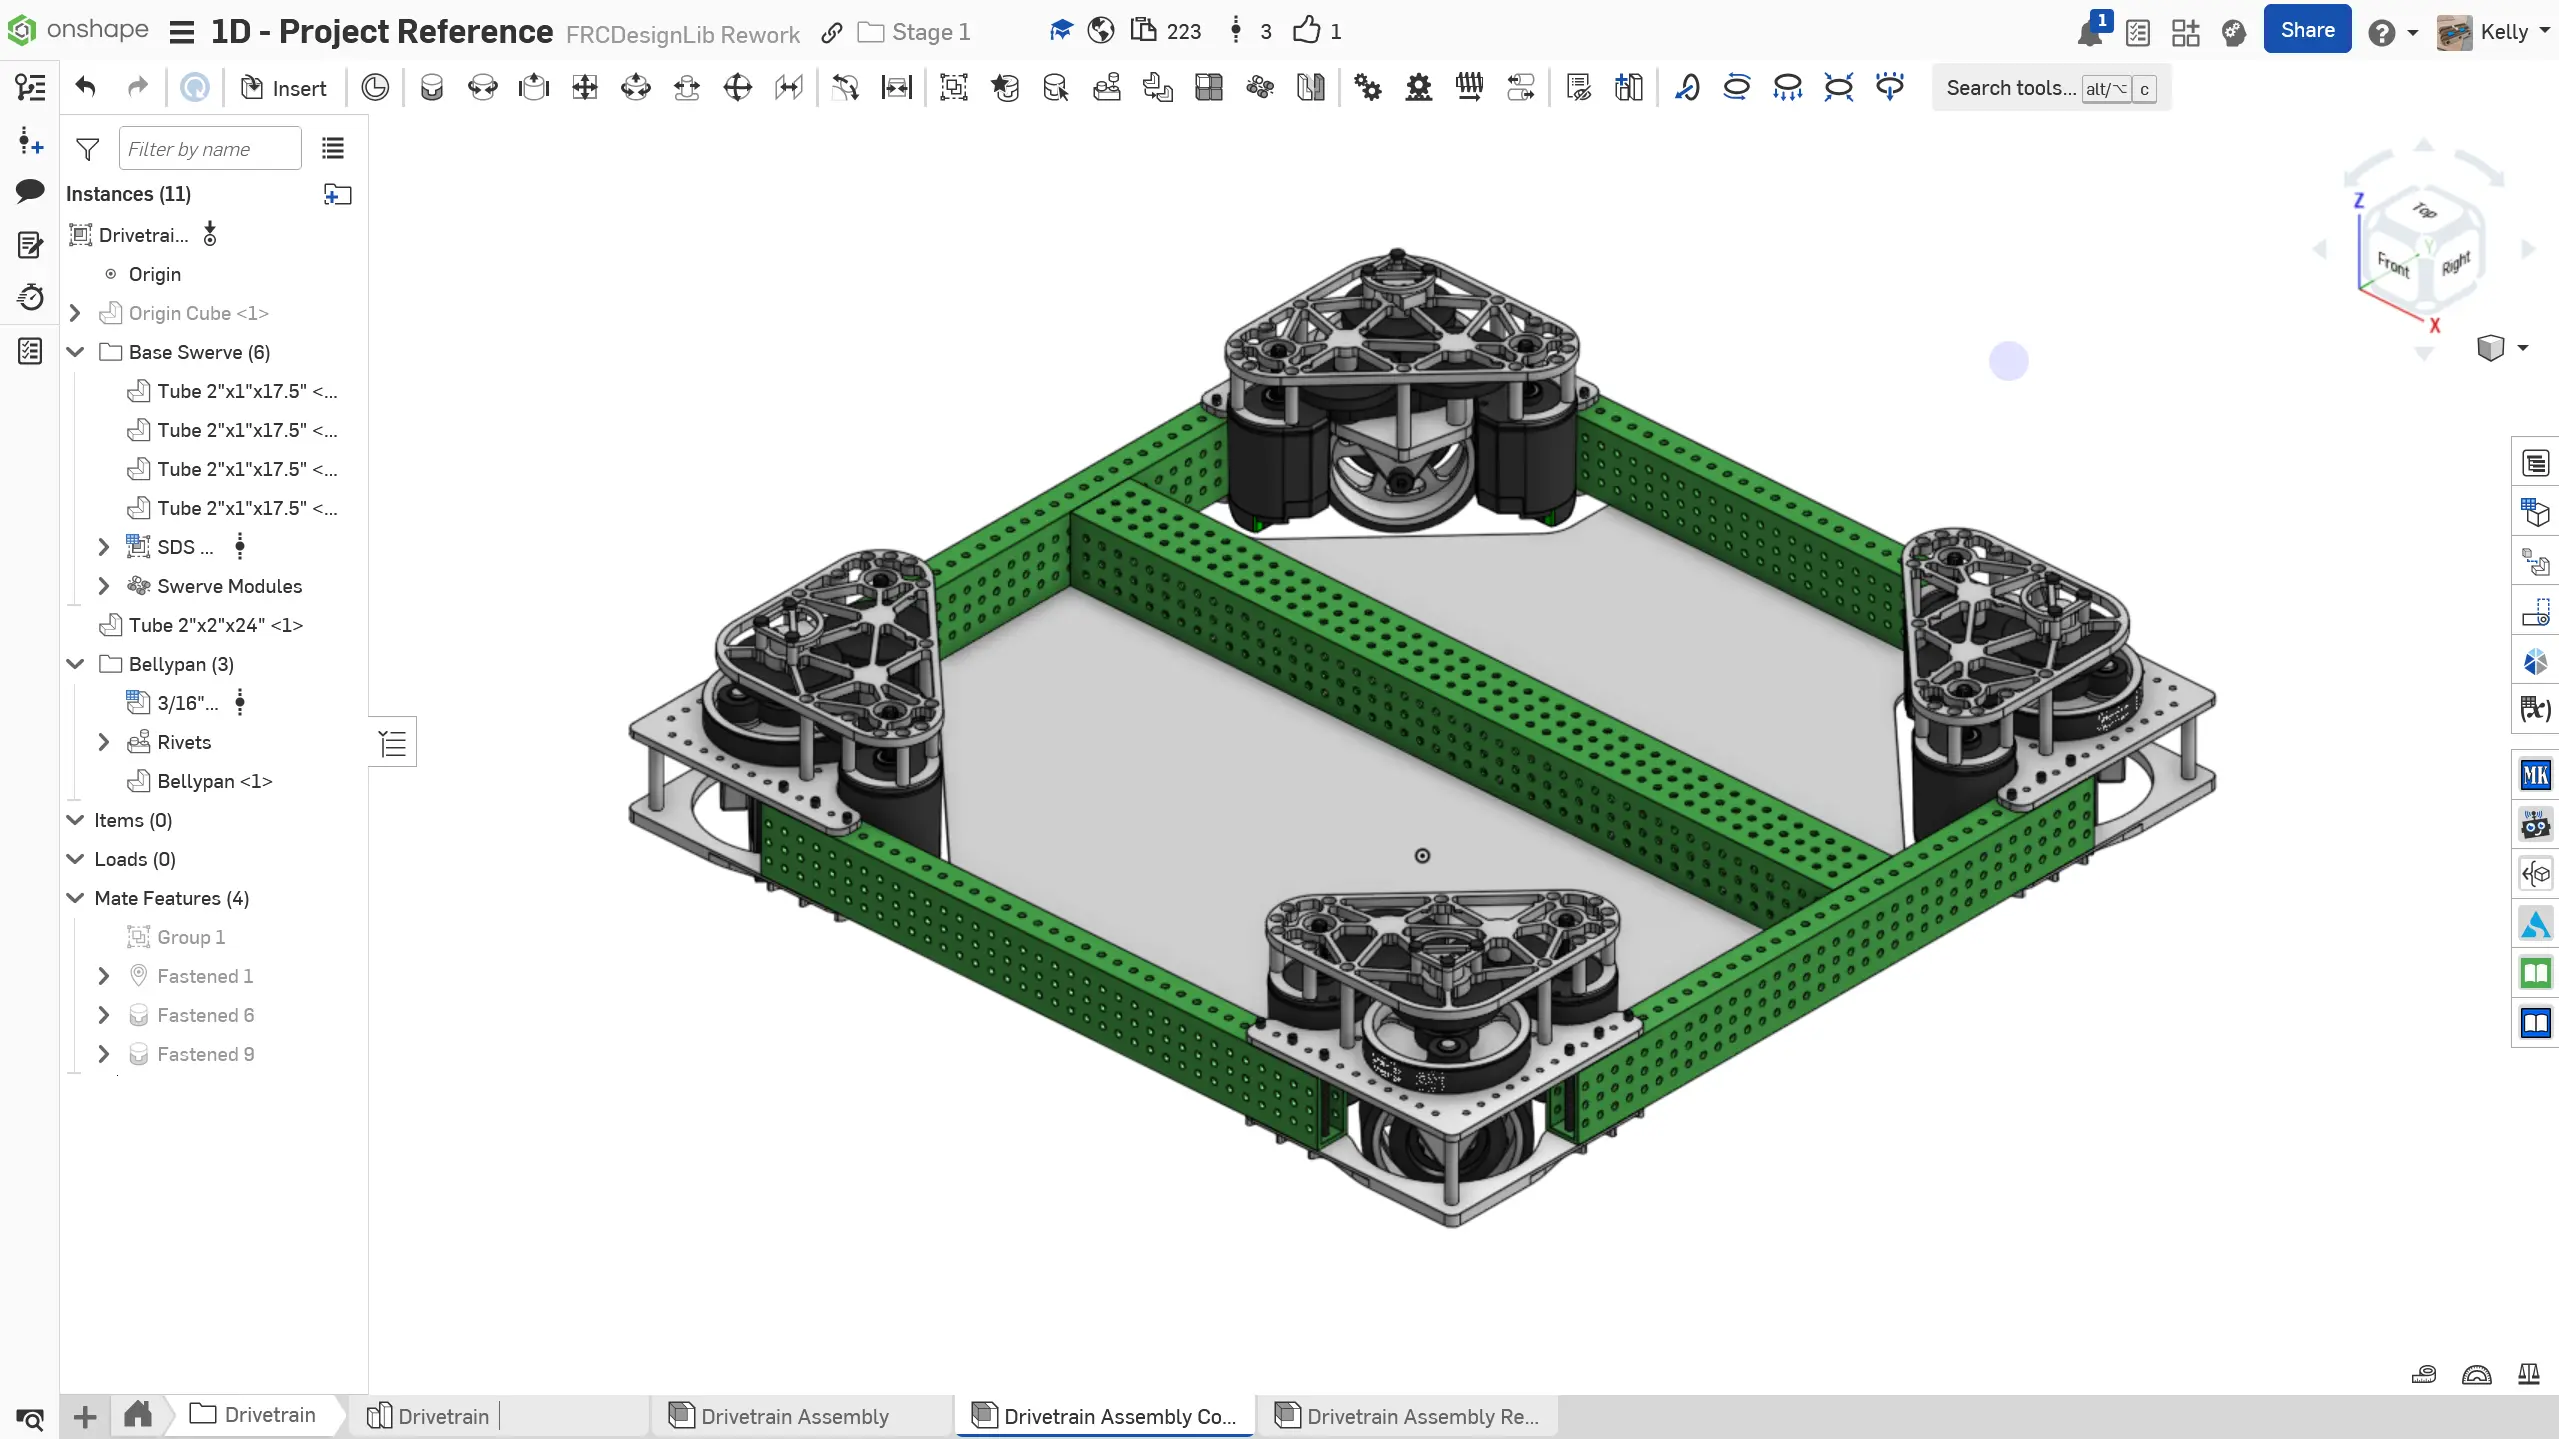 onshape 1D - Project Reference FRCDesignLib Rework Stage 1 223 3 1 1 Share Kelly
Insert Search tools... alt/⌥ c
Filter by name
Instances (11)
Drivetrai...
Origin
Origin Cube <1>
Base Swerve (6)
Tube 2"x1"x17.5" <...
Tube 2"x1"x17.5" <...
Tube 2"x1"x17.5" <...
Tube 2"x1"x17.5" <...
SDS ...
Swerve Modules
Tube 2"x2"x24" <1>
Bellypan (3)
3/16"...
Rivets
Bellypan <1>
Items (0)
Loads (0)
Mate Features (4)
Group 1
Fastened 1
Fastened 6
Fastened 9
Z
Top
Y
Front Right
X
(x)
MK
Drivetrain Drivetrain Drivetrain Assembly Drivetrain Assembly Co... Drivetrain Assembly Re...